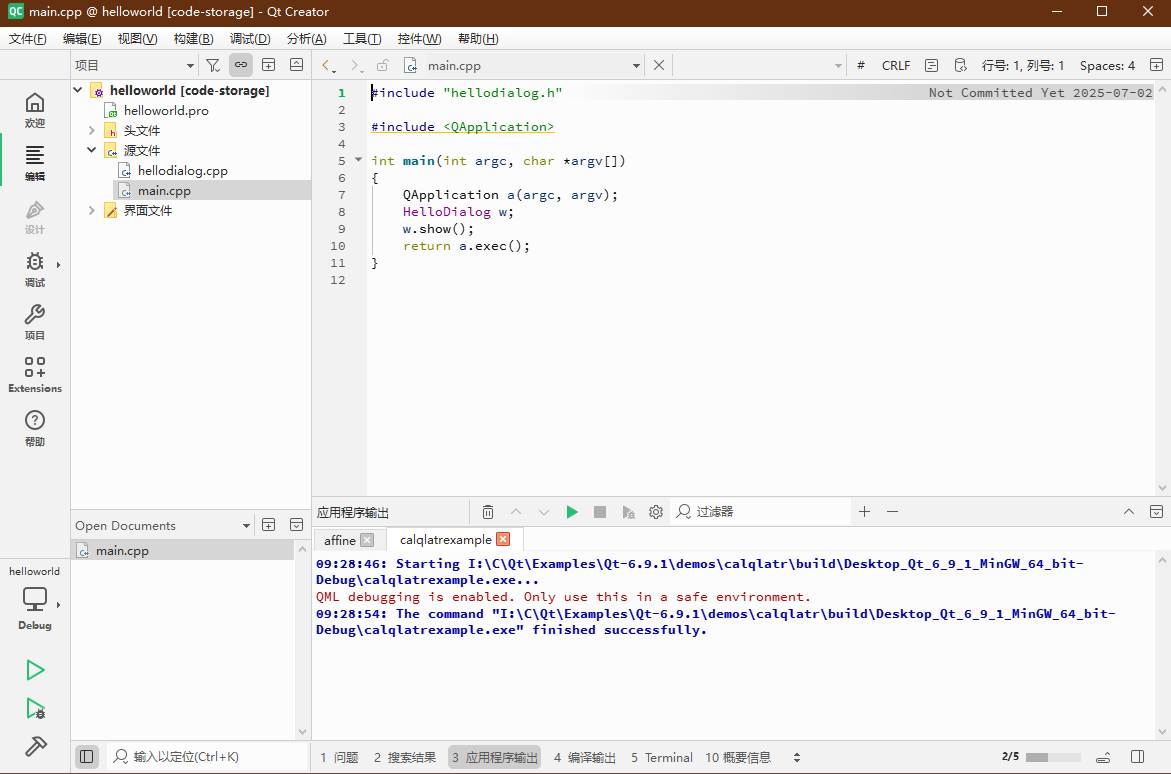 QC main.cpp @ helloworld [code-storage] - Qt Creator
文件(F) 编辑(E) 视图(V) 构建(B) 调试(D) 分析(A) 工具(T) 控件(W) 帮助(H)
项目 main.cpp # CRLF 行号: 1, 列号: 1 Spaces: 4
欢迎
编辑
设计
调试
项目
Extensions
帮助
helloworld [code-storage]
helloworld.pro
头文件
源文件
hellodialog.cpp
main.cpp
界面文件
1 #include "hellodialog.h" Not Committed Yet 2025-07-02
2
3 #include <QApplication>
4
5 int main(int argc, char *argv[])
6 {
7 QApplication a(argc, argv);
8 HelloDialog w;
9 w.show();
10 return a.exec();
11 }
12
Open Documents
main.cpp
helloworld
Debug
应用程序输出 过滤器
affine calqlatrexample
09:28:46: Starting I:\C\Qt\Examples\Qt-6.9.1\demos\calqlatr\build\Desktop_Qt_6_9_1_MinGW_64_bit-
Debug\calqlatrexample.exe...
QML debugging is enabled. Only use this in a safe environment.
09:28:54: The command "I:\C\Qt\Examples\Qt-6.9.1\demos\calqlatr\build\Desktop_Qt_6_9_1_MinGW_64_bit-
Debug\calqlatrexample.exe" finished successfully.
输入以定位(Ctrl+K) 1 问题 2 搜索结果 3 应用程序输出 4 编译输出 5 Terminal 10 概要信息 2/5